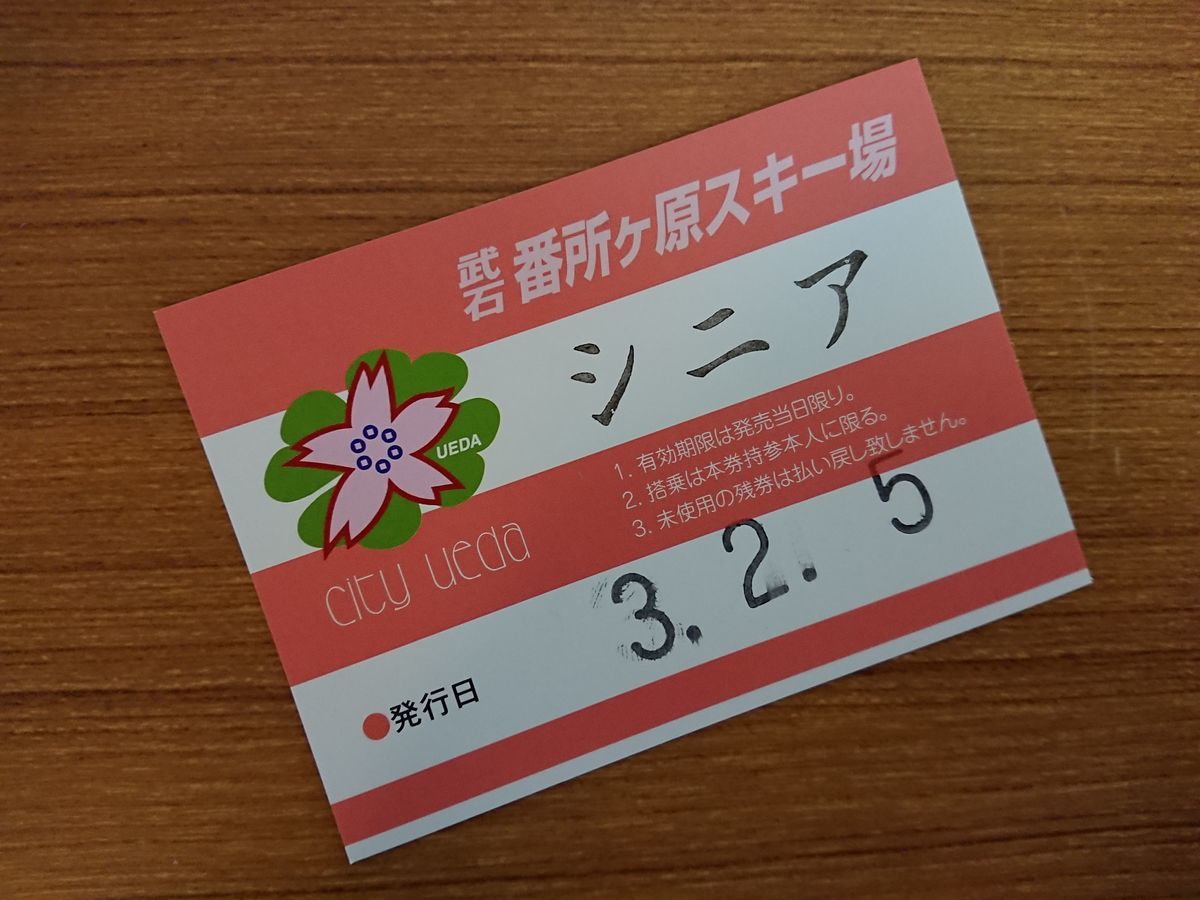 武石 番所ヶ原スキー場
シニア
UEDA
1. 有効期限は発売当日限り。
2. 搭乗は本券持参本人に限る。
3. 未使用の残券は払い戻し致しません。
city ueda
●発行日 3. 2. 5